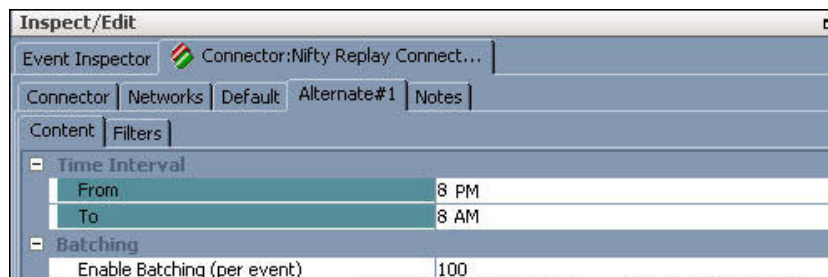 Inspect/Edit
Event Inspector Connector:Nifty Replay Connect...
Connector Networks Default Alternate#1 Notes
Content Filters
Time Interval
From 8 PM
To 8 AM
Batching
Enable Batching (per event) 100